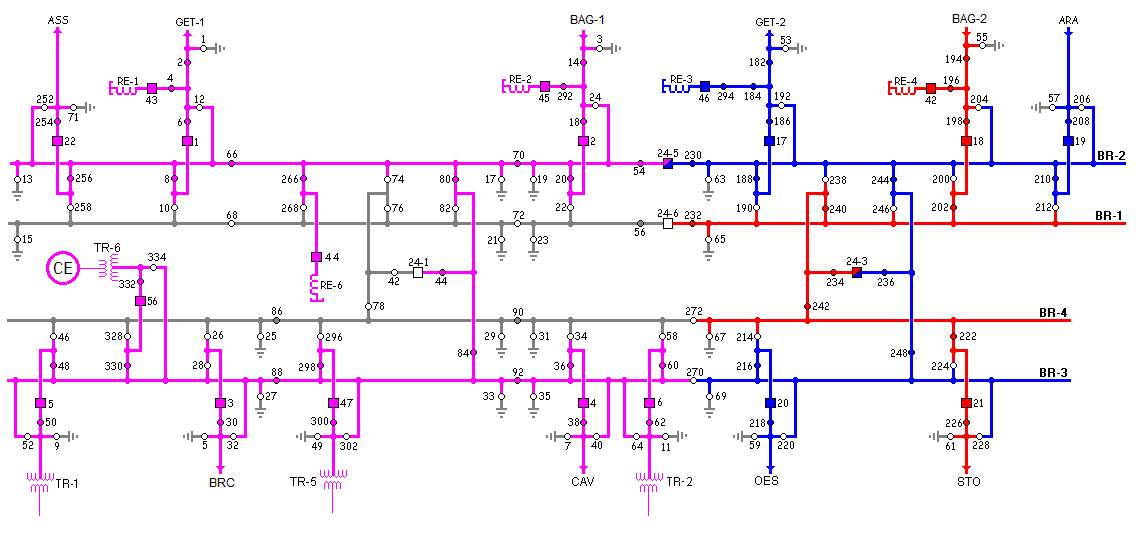 ASS GET-1 BAG-1 GET-2 BAG-2 ARA
1 3 53 55
2 14 182 194
RE-1 4 RE-2 RE-3 RE-4 196
43 45 292 46 294 184 42
252 71 12 24 192 204 57 206
254 6 18 186 198 208
22 1 2 17 18 19
66 70 24-5 230 BR-2
54
13 256 8 266 74 80 17 19 20 63 188 238 244 200 210
258 10 268 76 82 22 190 240 246 202 212
68 72 24-6 232 BR-1
56
15 21 23 65
TR-6 334 44
CE 332 24-1 24-3
56 RE-6 42 44 234 236
78 242
86 90 272 BR-4
46 328 26 25 296 29 31 34 58 67 214 222
84 248
48 330 28 298 36 60 216 224
88 92 270 BR-3
27 33 35 69
5 3 47 4 6 20 21
50 30 300 38 62 218 226
52 9 5 32 49 302 7 40 64 11 59 220 61 228
TR-1 BRC TR-5 CAV TR-2 OES STO